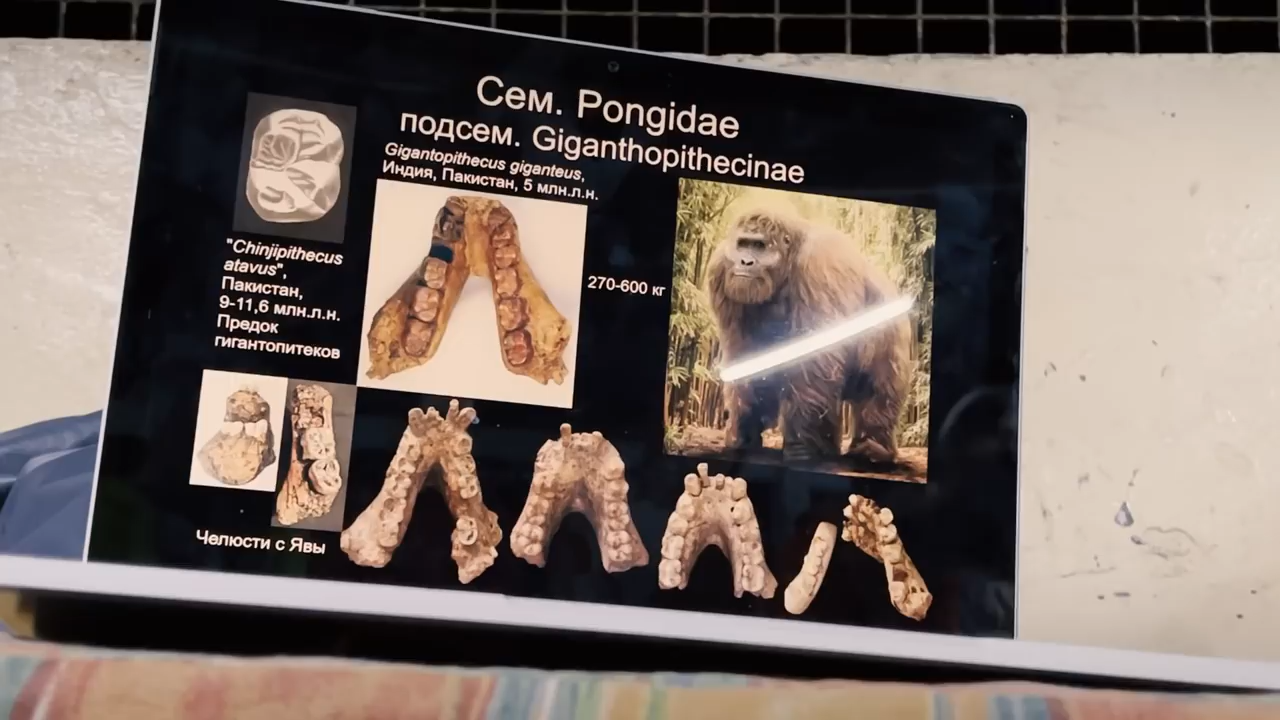 Сем. Pongidae
подсем. Giganthopithecinae
Gigantopithecus giganteus,
Индия, Пакистан, 5 млн.л.н.
"Chinjipithecus
atavus",
Пакистан,
9-11,6 млн.л.н.
Предок
гигантопитеков
270-600 кг
Челюсти с Явы